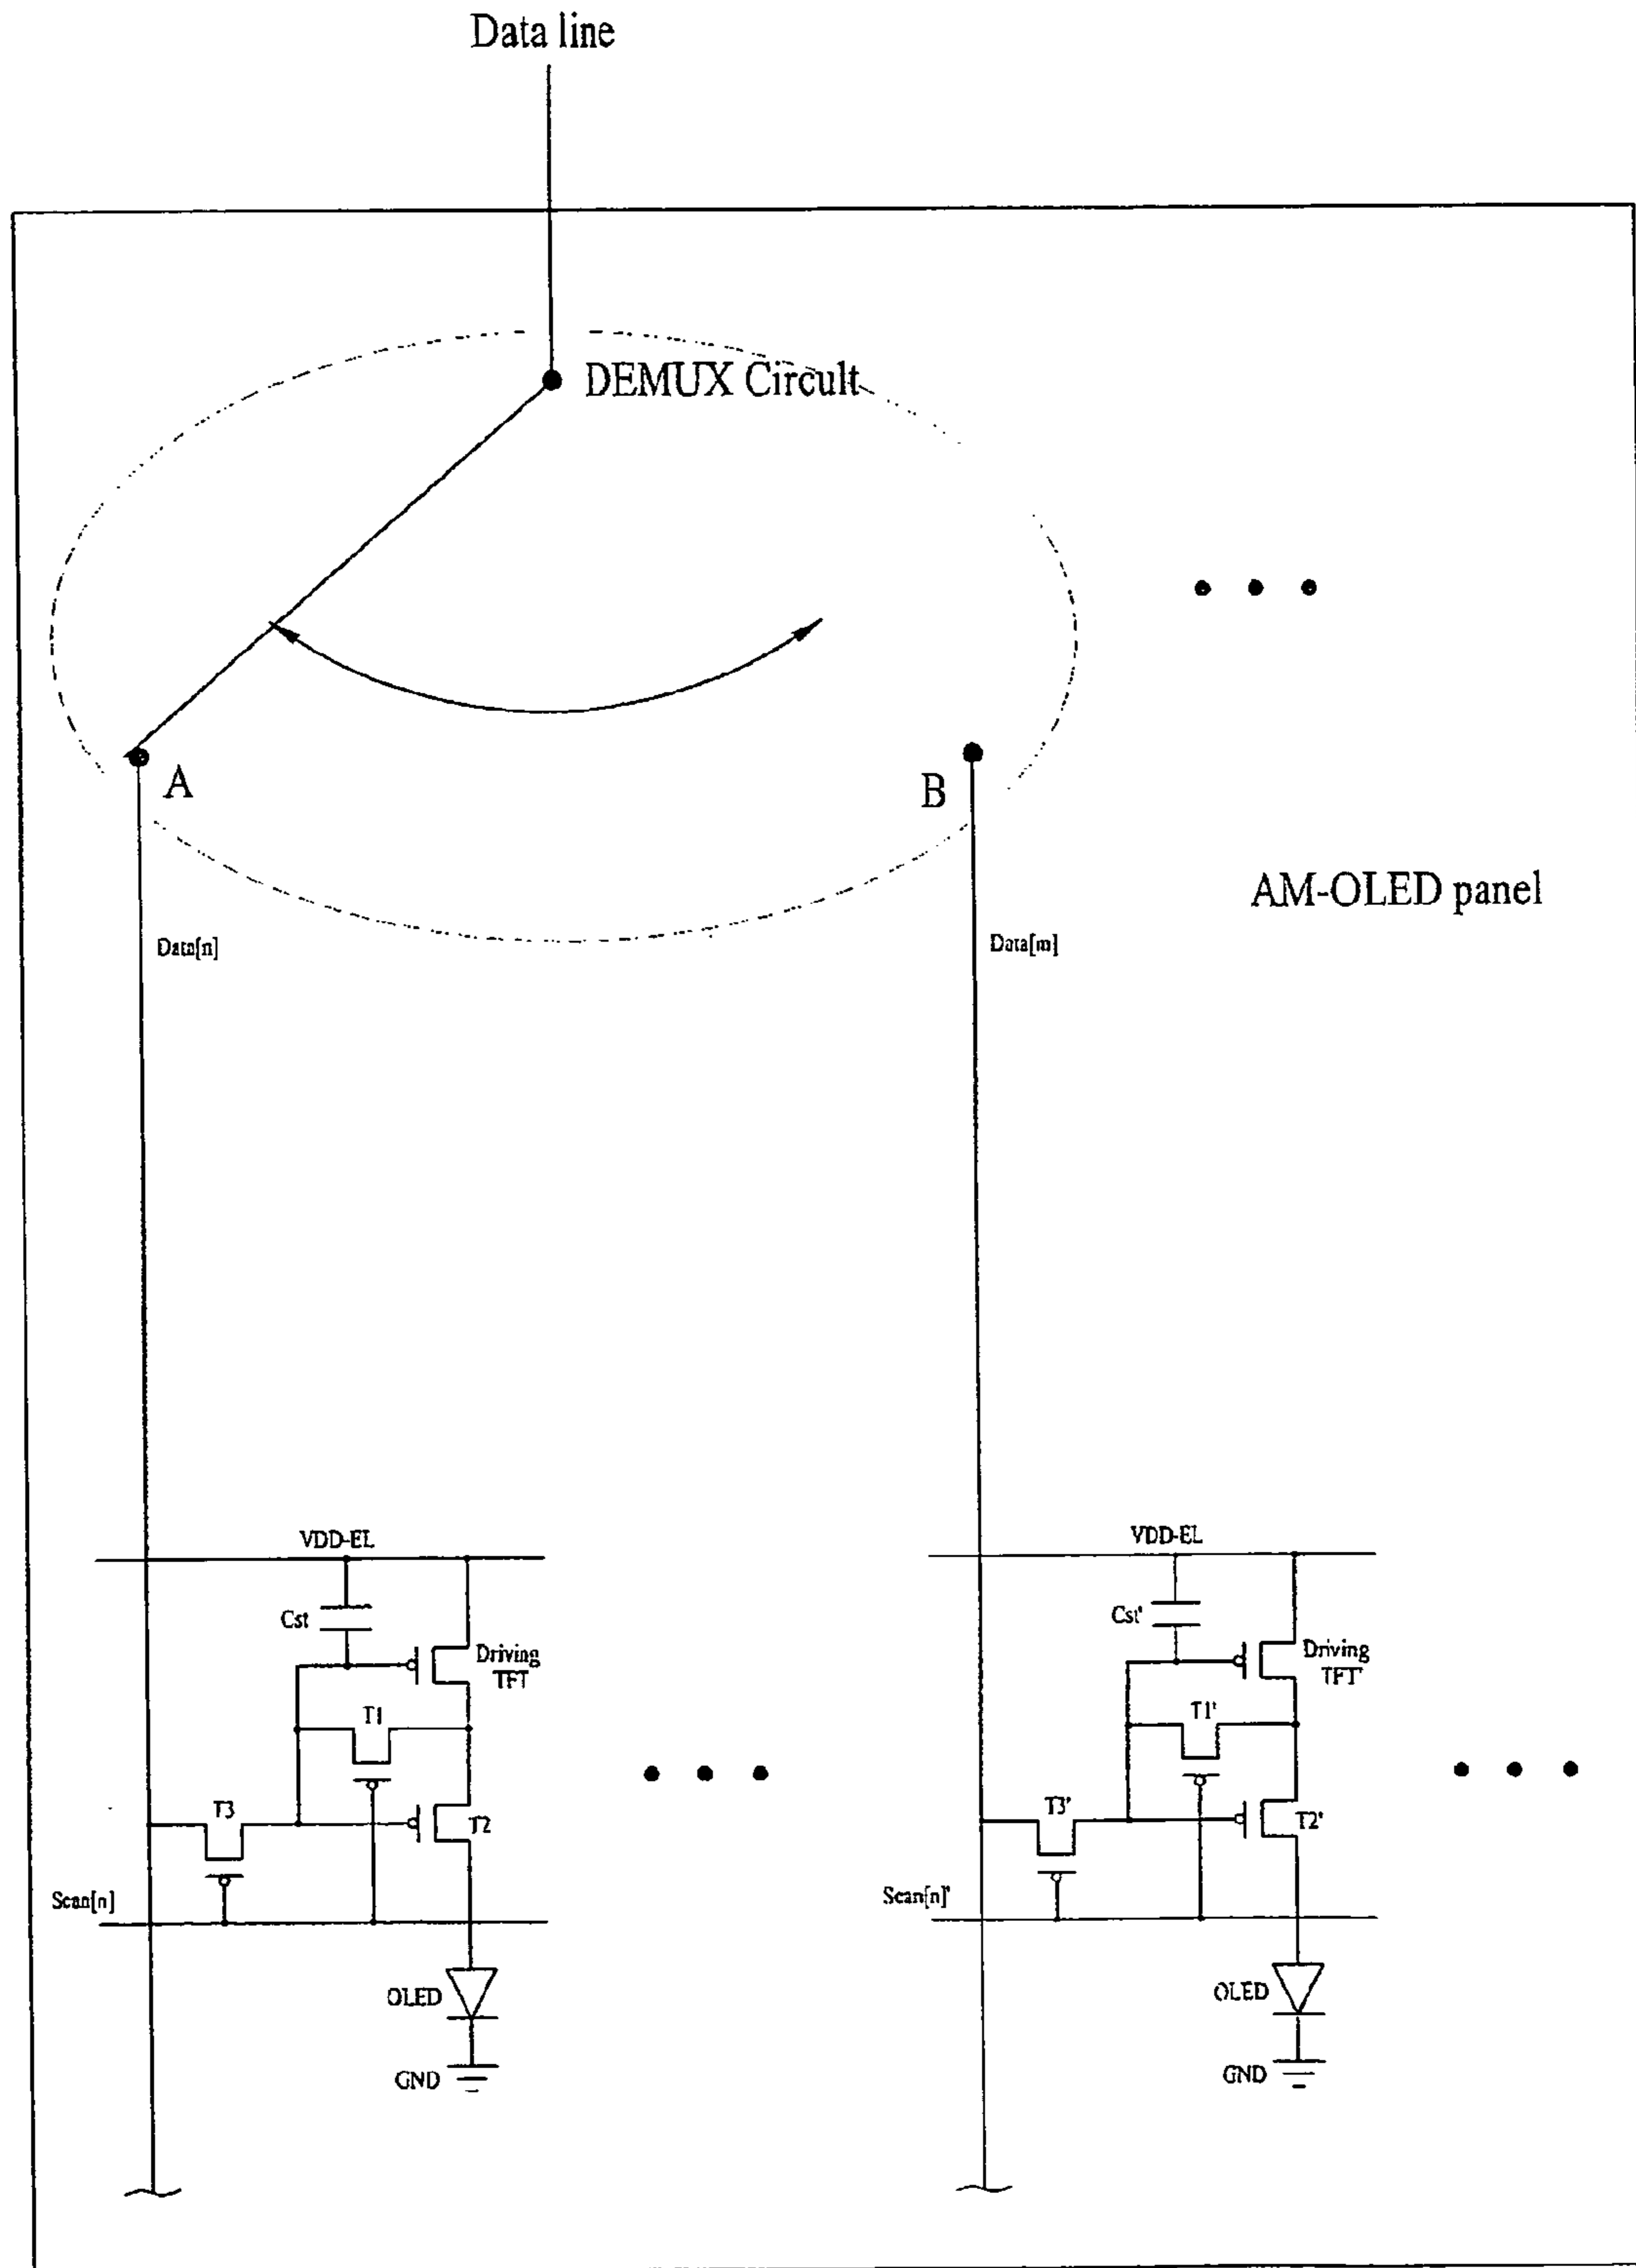 Data line
DEMUX Circult
A
B
AM-OLED panel
Data[n]
Data[m]
VDD-EL
Cst
Driving
TFT
T1
T3
T2
Scan[n]
OLED
GND
VDD-EL
Cst'
Driving
TFT'
T1'
T3'
T2'
Scan[n]'
OLED
GND